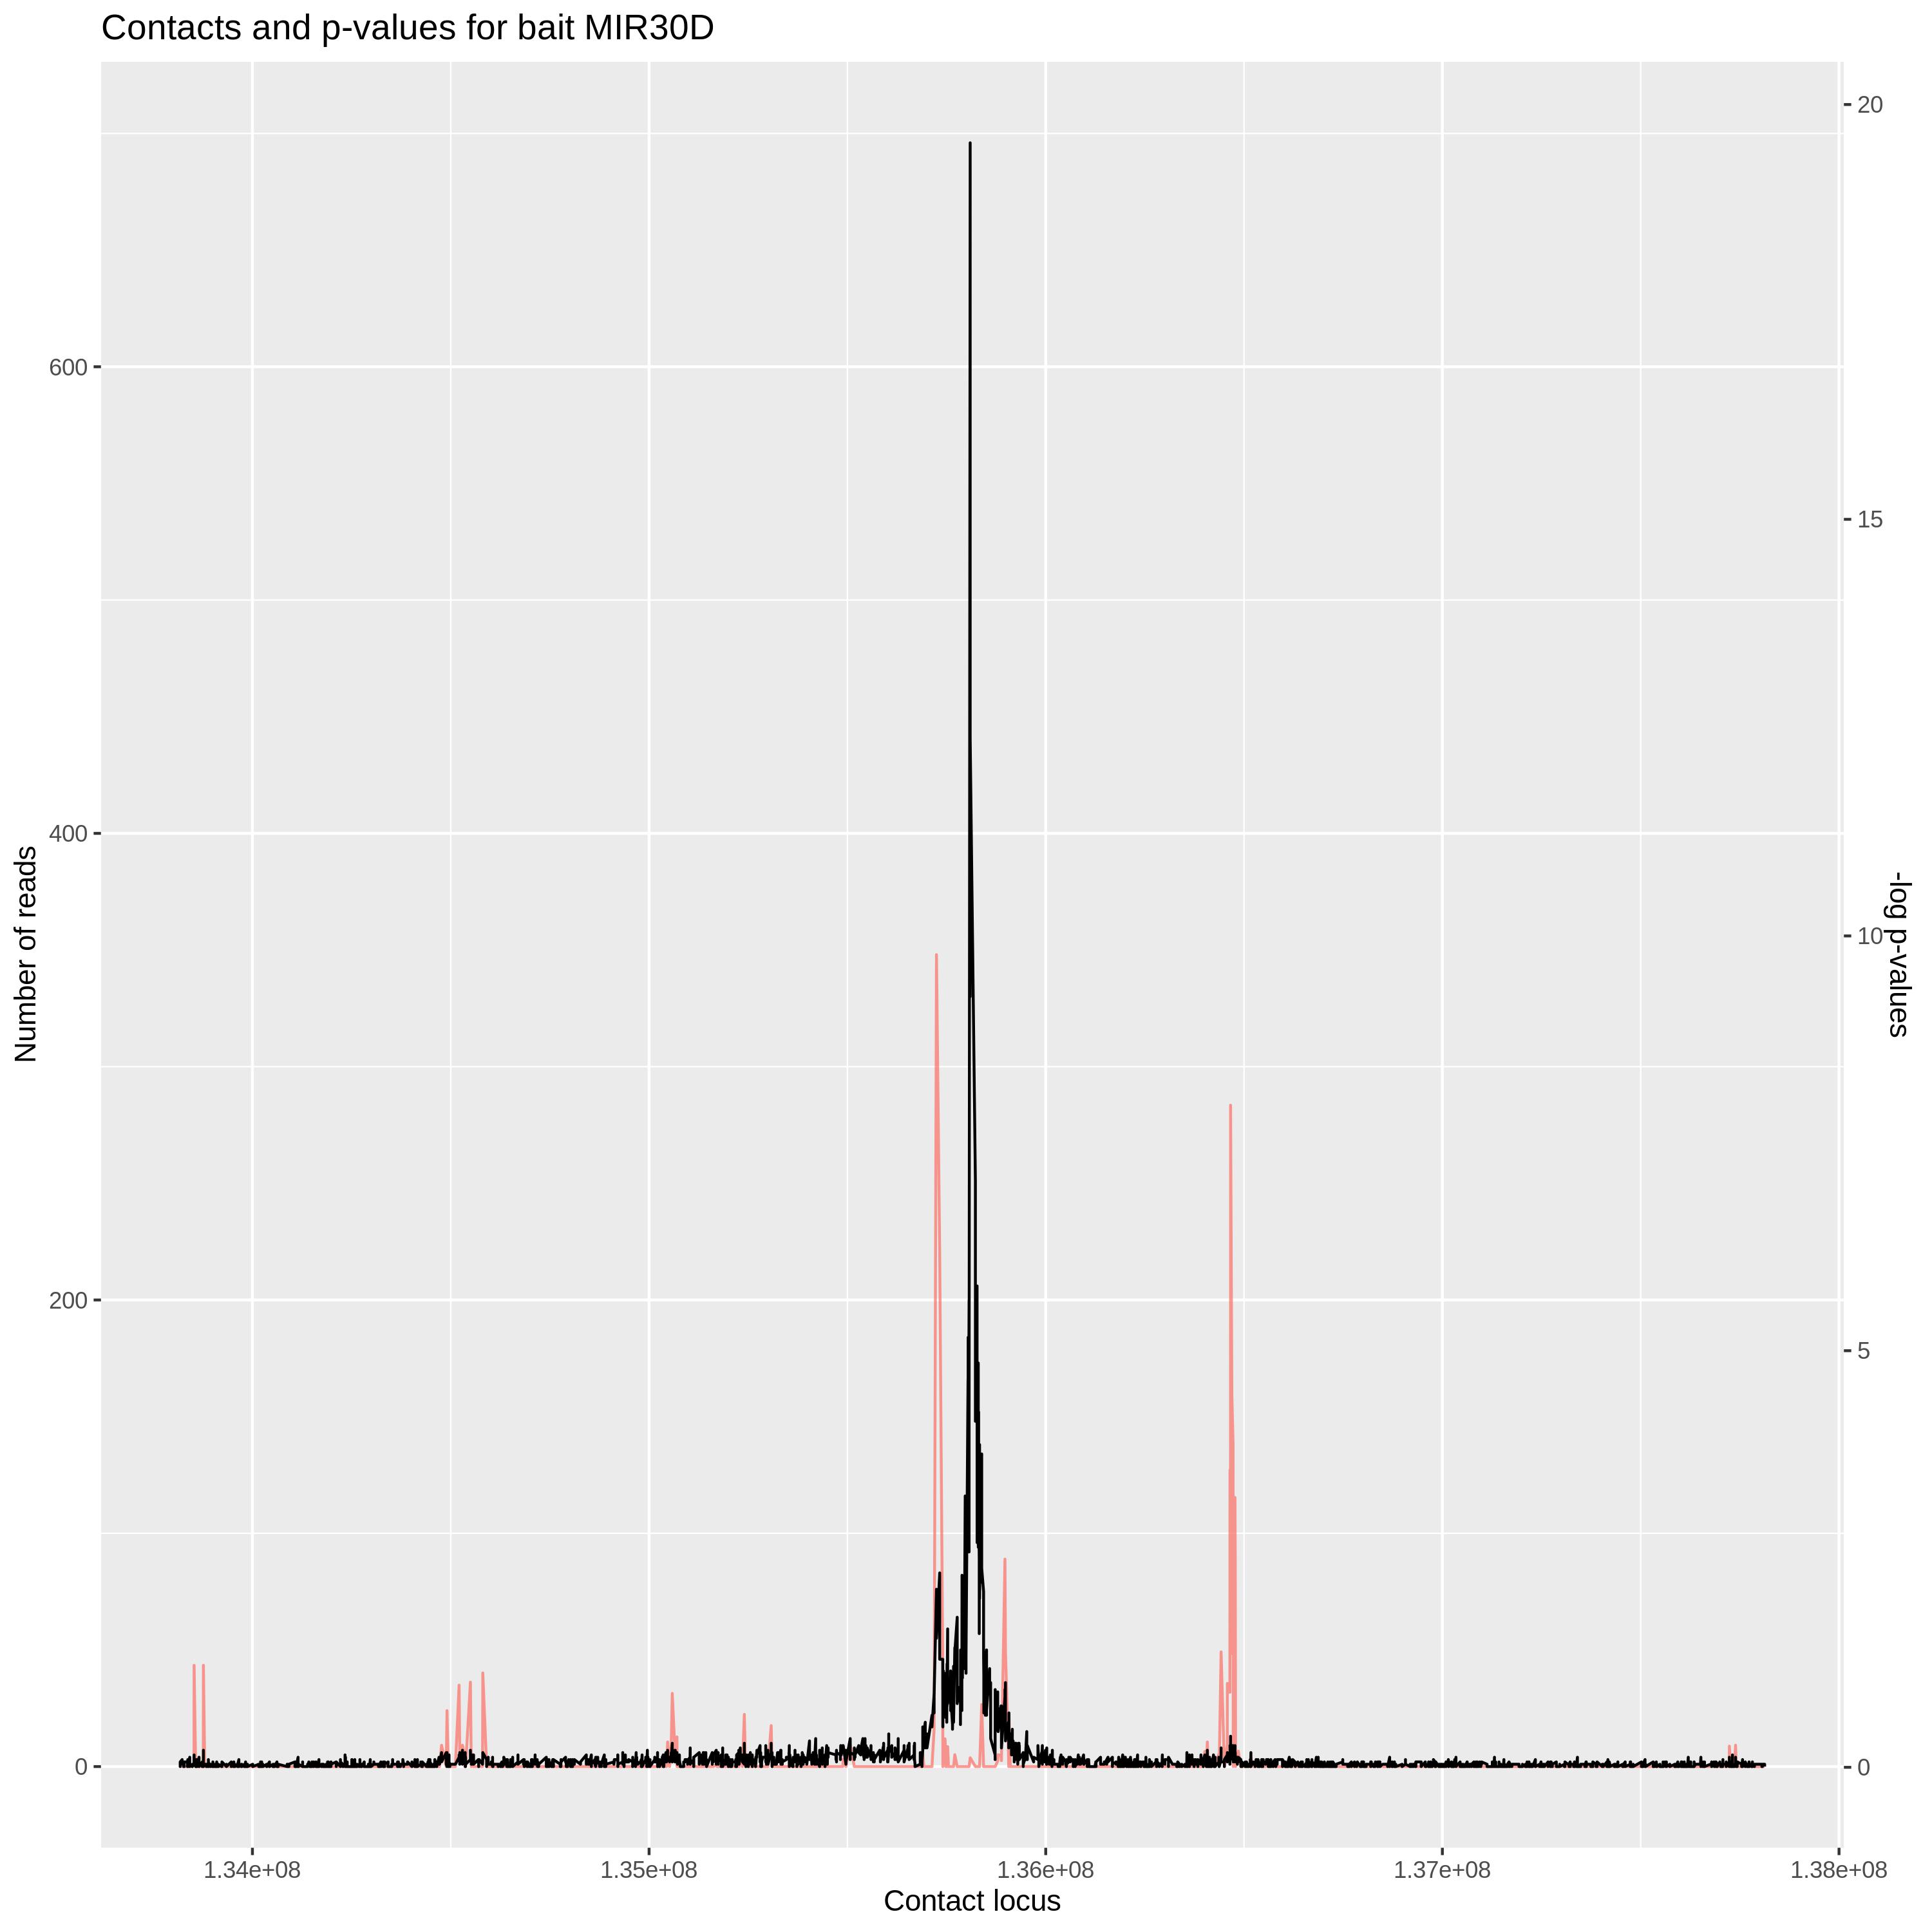 Contacts and p-values for bait MIR30D
Number of reads
600
400
200
0
20
15
10
5
0
-log p-values
1.34e+08 1.35e+08 1.36e+08 1.37e+08 1.38e+08
Contact locus